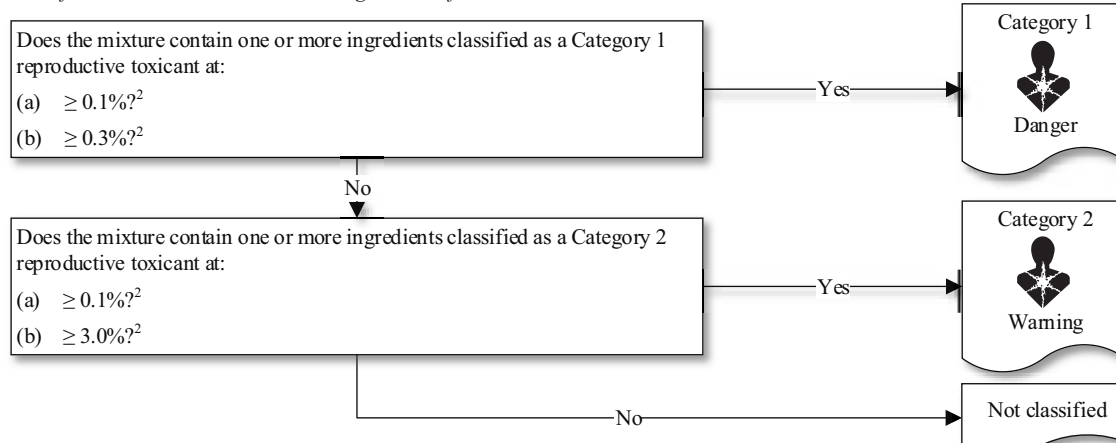 Does the mixture contain one or more ingredients classified as a Category 1
reproductive toxicant at:
(a) ≥ 0.1%?²
(b) ≥ 0.3%?²
Yes
Category 1
Danger
No
Does the mixture contain one or more ingredients classified as a Category 2
reproductive toxicant at:
(a) ≥ 0.1%?²
(b) ≥ 3.0%?²
Yes
Category 2
Warning
No
Not classified